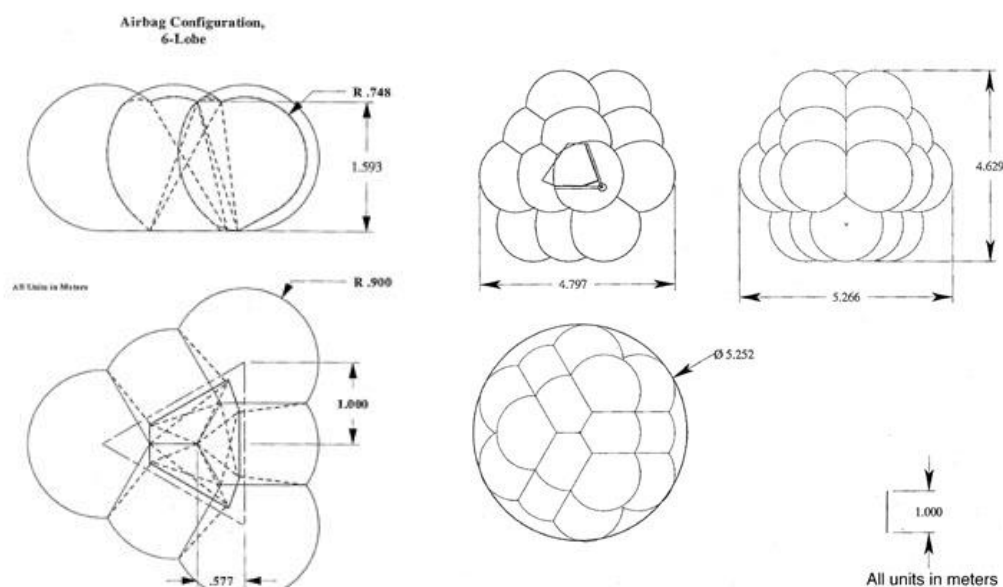 Airbag Configuration,
6-Lobe
R .748
1.593
All Units in Meters
R .900
1.000
.577
4.797
4.629
5.266
Ø 5.252
1.000
All units in meters